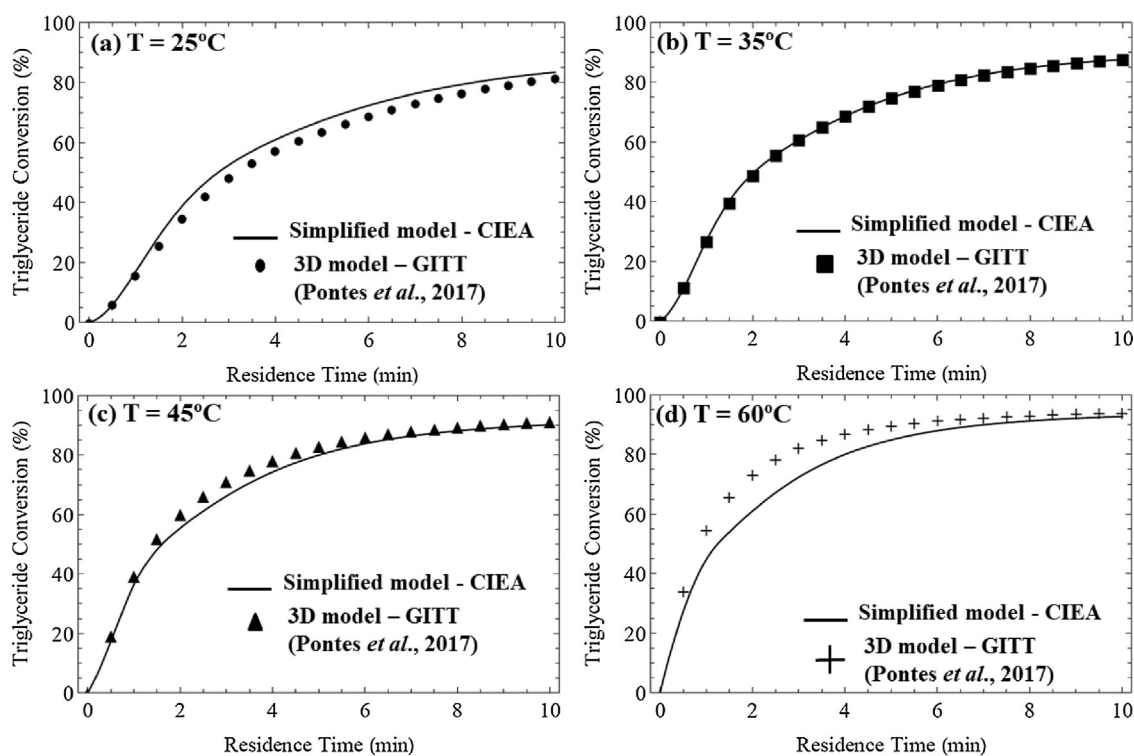 (a) T = 25ºC
Triglyceride Conversion (%)
100
80
60
40
20
0
Simplified model - CIEA
3D model – GITT
(Pontes et al., 2017)
0 2 4 6 8 10
Residence Time (min)
(b) T = 35ºC
Triglyceride Conversion (%)
100
80
60
40
20
0
Simplified model - CIEA
3D model – GITT
(Pontes et al., 2017)
0 2 4 6 8 10
Residence Time (min)
(c) T = 45ºC
Triglyceride Conversion (%)
100
80
60
40
20
0
Simplified model - CIEA
3D model – GITT
(Pontes et al., 2017)
0 2 4 6 8 10
Residence Time (min)
(d) T = 60ºC
Triglyceride Conversion (%)
100
80
60
40
20
0
Simplified model - CIEA
3D model – GITT
(Pontes et al., 2017)
0 2 4 6 8 10
Residence Time (min)